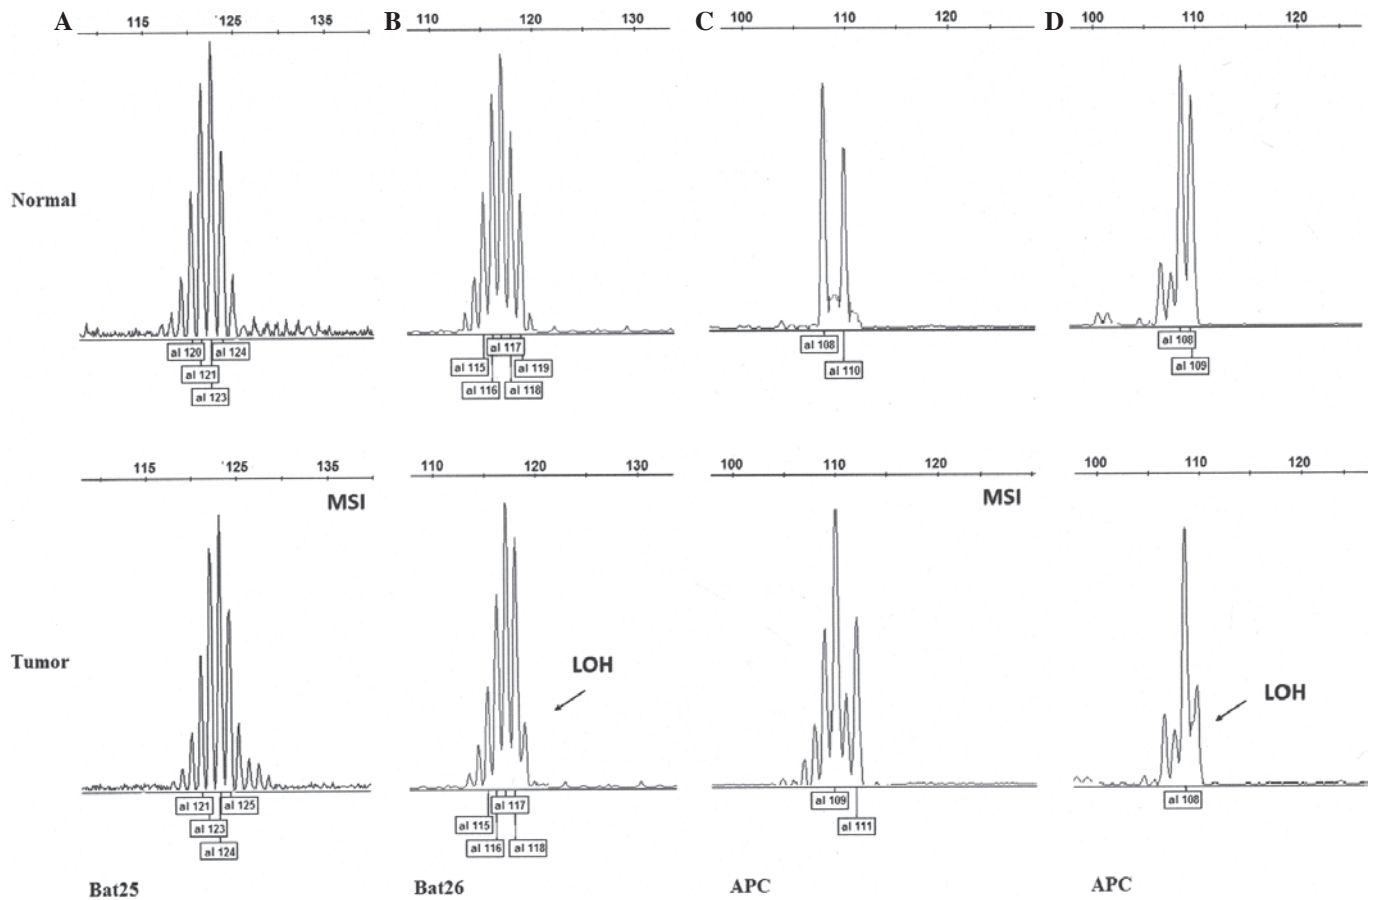 A 115 125 135 B 110 120 130 C 100 110 120 D 100 110 120
Normal
al 120 al 124 al 117 al 108 al 108
al 121 al 115 al 119 al 110 al 109
al 123 al 116 al 118
115 125 135 110 120 130 100 110 120 100 110 120
MSI MSI
Tumor LOH LOH
al 121 al 125 al 117 al 109 al 108
al 123 al 115 al 111
al 124 al 116 al 118
Bat25 Bat26 APC APC